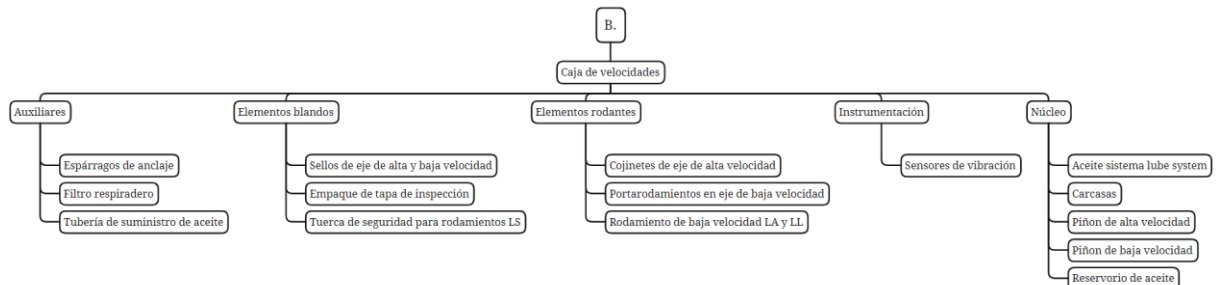 B.
Caja de velocidades
Auxiliares
Elementos blandos
Elementos rodantes
Instrumentación
Núcleo
Espárragos de anclaje
Filtro respiradero
Tubería de suministro de aceite
Sellos de eje de alta y baja velocidad
Empaque de tapa de inspección
Tuerca de seguridad para rodamientos LS
Cojinetes de eje de alta velocidad
Portarodamientos en eje de baja velocidad
Rodamiento de baja velocidad LA y LL
Sensores de vibración
Aceite sistema lube system
Carcasas
Piñon de alta velocidad
Piñon de baja velocidad
Reservorio de aceite